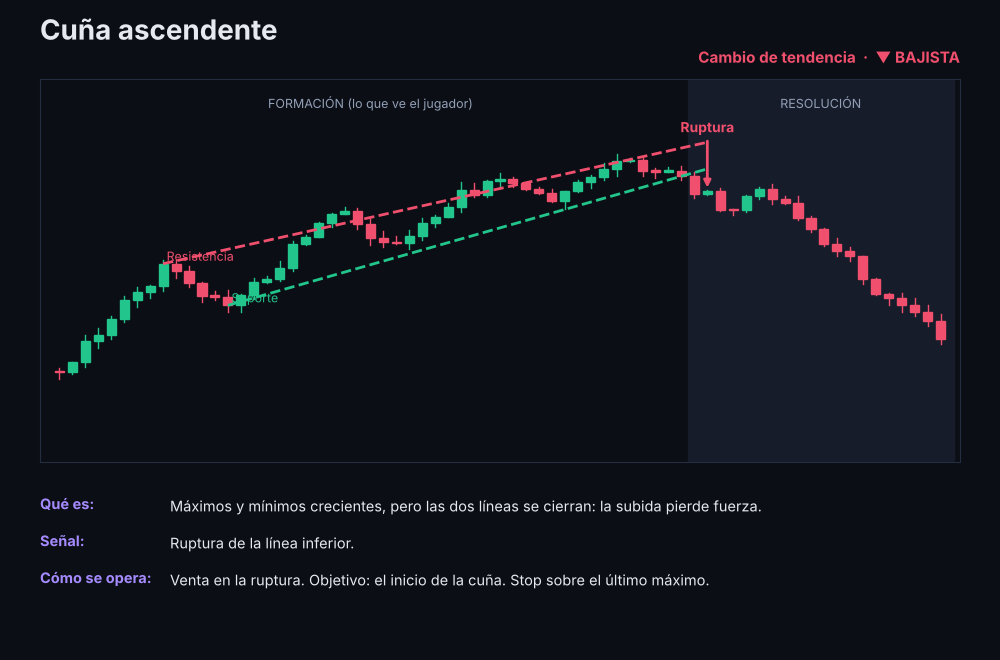 Cuña ascendente
Cambio de tendencia · ▼ BAJISTA
FORMACIÓN (lo que ve el jugador)
RESOLUCIÓN
Ruptura
Resistencia
Soporte
Qué es:
Máximos y mínimos crecientes, pero las dos líneas se cierran: la subida pierde fuerza.
Señal:
Ruptura de la línea inferior.
Cómo se opera:
Venta en la ruptura. Objetivo: el inicio de la cuña. Stop sobre el último máximo.